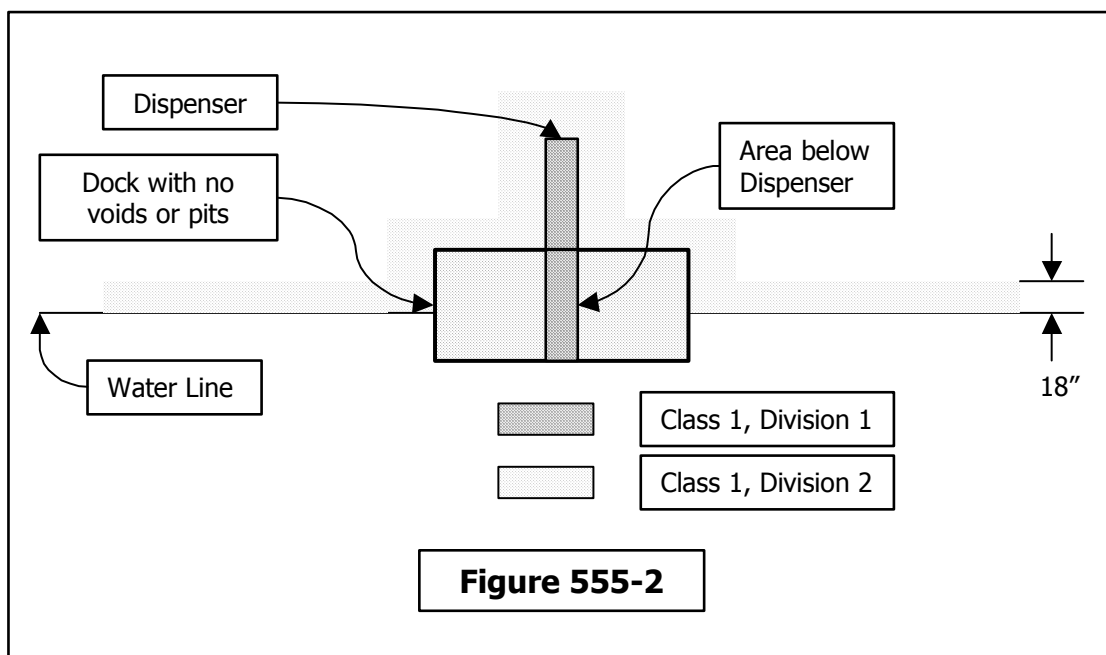 Dispenser
Area below
Dispenser
Dock with no
voids or pits
Water Line
18”
Class 1, Division 1
Class 1, Division 2
Figure 555-2